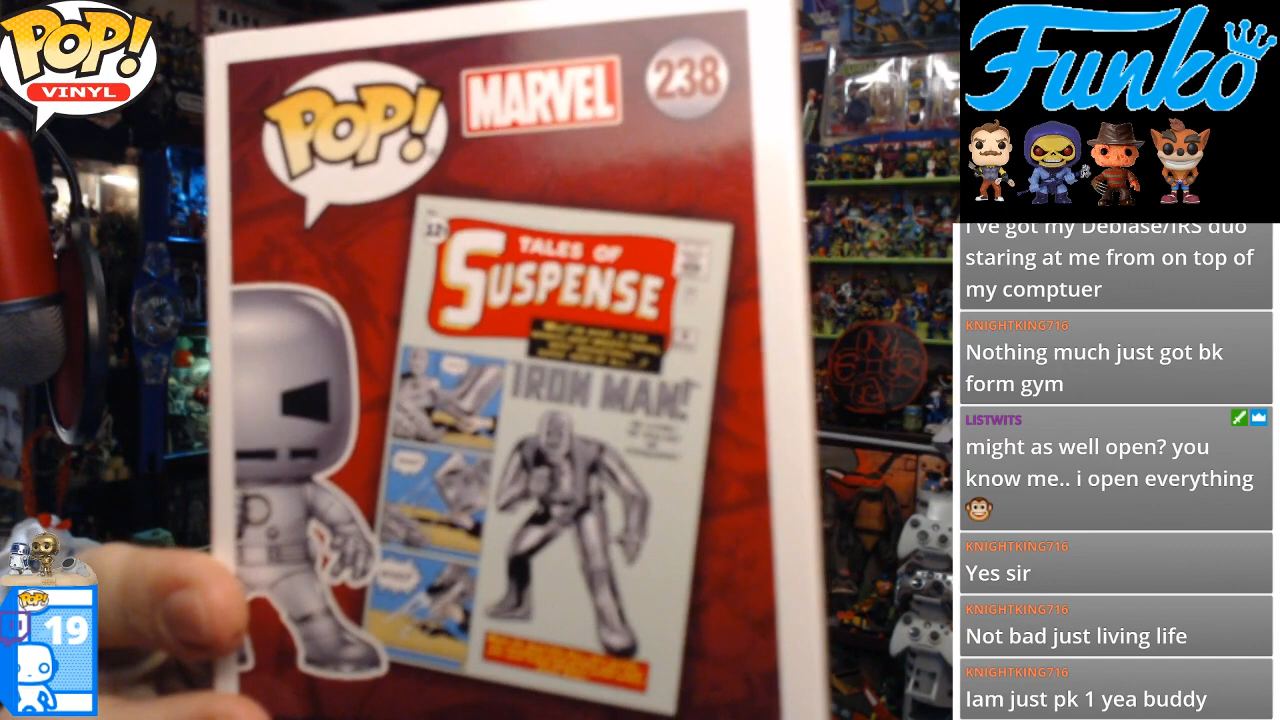 POP!
VINYL
POP!
MARVEL
238
12¢
TALES OF
SUSPENSE
IRON MAN!
Funko
I've got my Debiase/IRS duo
staring at me from on top of
my comptuer
KNIGHTKING716
Nothing much just got bk
form gym
LISTWITS
might as well open? you
know me.. i open everything
KNIGHTKING716
Yes sir
KNIGHTKING716
Not bad just living life
KNIGHTKING716
Iam just pk 1 yea buddy
POP!
19